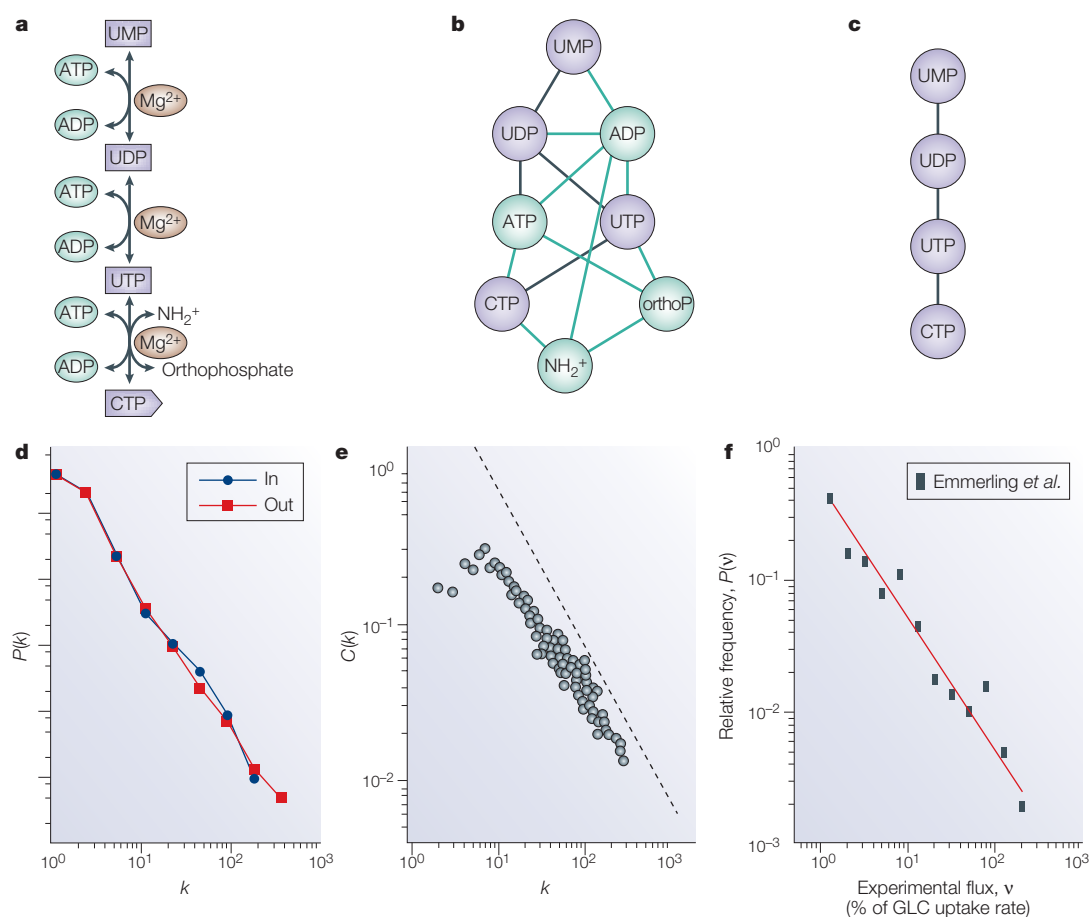 a
UMP
ATP
Mg2+
ADP
UDP
ATP
Mg2+
ADP
UTP
ATP
NH2+
Mg2+
ADP
Orthophosphate
CTP
b
UMP
UDP
ADP
ATP
UTP
CTP
orthoP
NH2+
c
UMP
UDP
UTP
CTP
d
In
Out
P(k)
10^0
10^1
10^2
10^3
k
e
10^0
10^-1
10^-2
C(k)
10^0
10^1
10^2
10^3
k
f
Emmerling et al.
10^0
10^-1
10^-2
10^-3
Relative frequency, P(ν)
10^0
10^1
10^2
10^3
Experimental flux, ν
(% of GLC uptake rate)